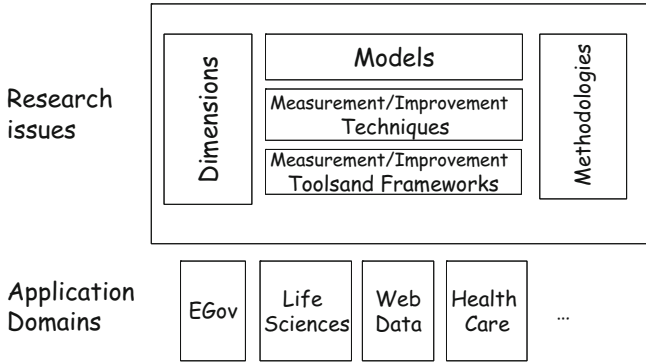 Research
issues
Dimensions
Models
Measurement/Improvement
Techniques
Measurement/Improvement
Toolsand Frameworks
Methodologies
Application
Domains
EGov
Life
Sciences
Web
Data
Health
Care
...